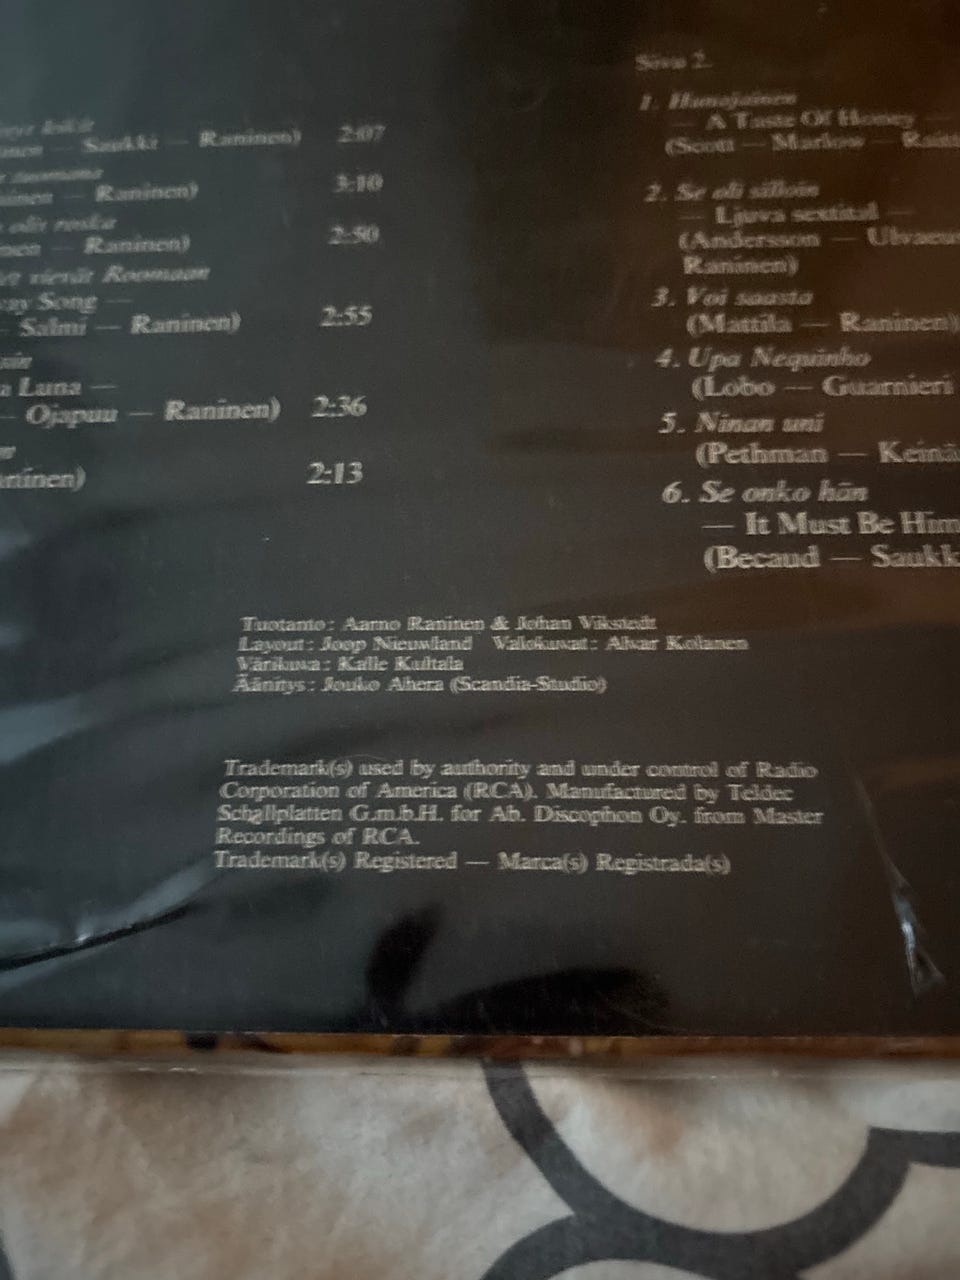 Saukki — Raninen) 2:07
3:10
Raninen)
2:50
— Raninen)
vievät Roomaan
Song —
Salmi — Raninen) 2:55
Luna —
— Ojapuu — Raninen) 2:36
2:13
Sivu 2.
1. Hunajainen
— A Taste Of Honey —
(Scott — Marlow —
2. Se oli silloin
— Ljuva sextital —
(Andersson —
Raninen)
3. Voi saasta
(Mattila — Raninen)
4. Upa Nequinho
(Lobo — Guarnieri
5. Ninan uni
(Pethman —
6. Se onko hän
— It Must Be Him
(Becaud —
Tuotanto: Aarno Raninen & Johan Vikstedt
Layout: Joop Nieuwland Valokuvat: Alvar Kolanen
Värikuva: Kalle Kultala
Äänitys: Jouko Ahera (Scandia-Studio)
Trademark(s) used by authority and under control of Radio
Corporation of America (RCA). Manufactured by Teldec
Schallplatten G.m.b.H. for Ab. Discophon Oy. from Master
Recordings of RCA.
Trademark(s) Registered — Marca(s) Registrada(s)